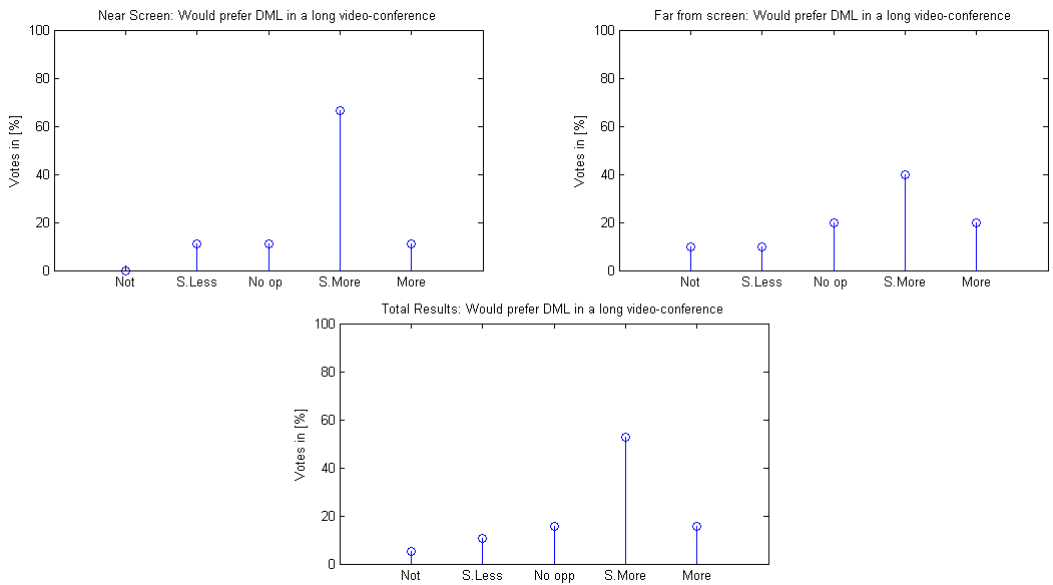 Near Screen: Would prefer DML in a long video-conference
100
80
60
40
20
0
Votes in [%]
Not S.Less No op S.More More
Far from screen: Would prefer DML in a long video-conference
100
80
60
40
20
0
Votes in [%]
Not S.Less No op S.More More
Total Results: Would prefer DML in a long video-conference
100
80
60
40
20
0
Votes in [%]
Not S.Less No opp S.More More